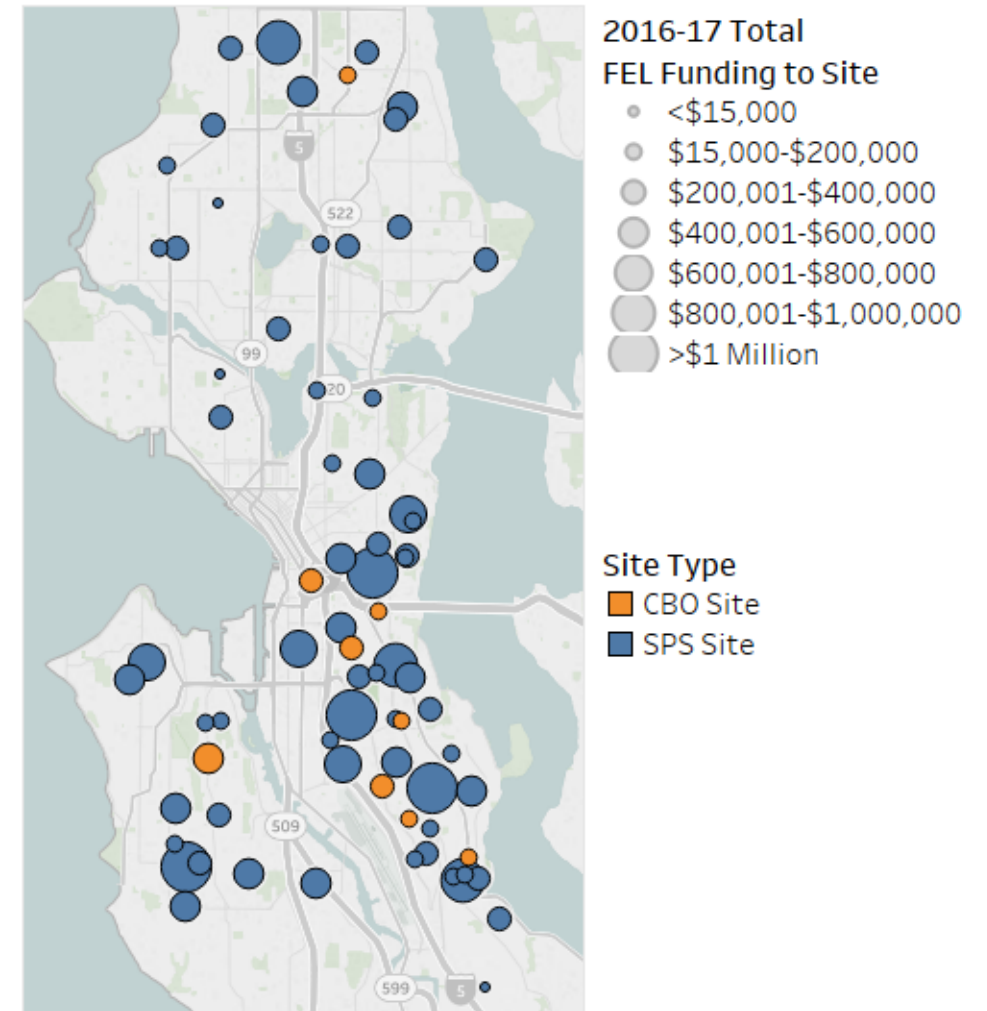 2016-17 Total
FEL Funding to Site
<$15,000
$15,000-$200,000
$200,001-$400,000
$400,001-$600,000
$600,001-$800,000
$800,001-$1,000,000
>$1 Million
Site Type
CBO Site
SPS Site
5
522
99
20
509
599
5